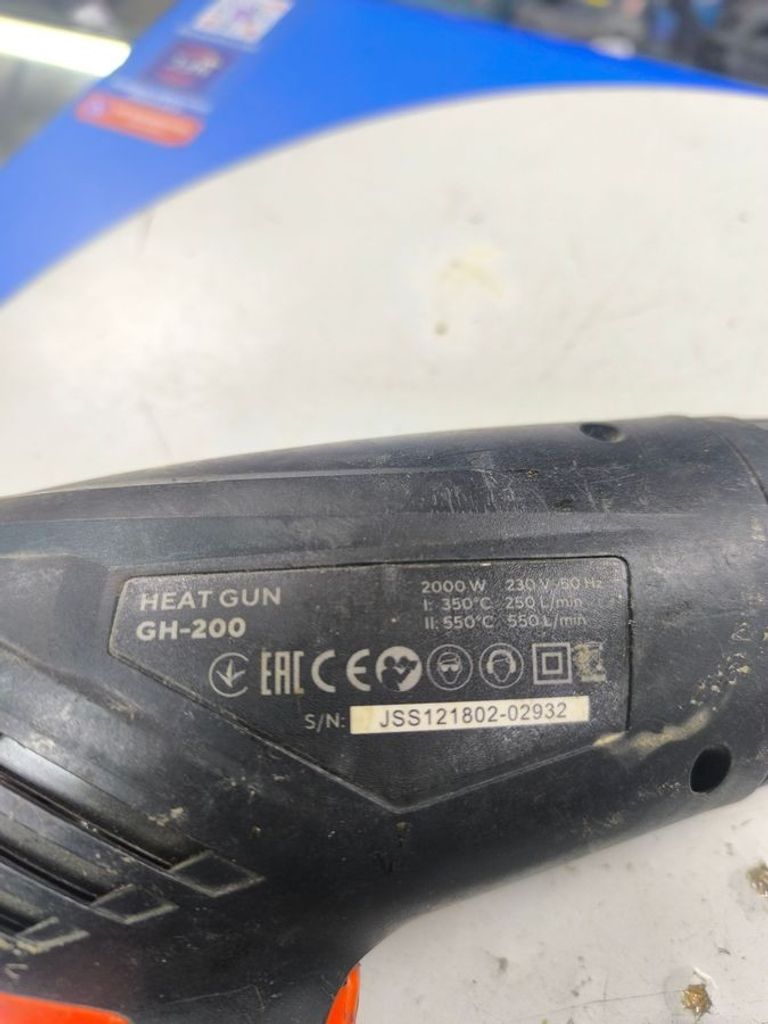 HEAT GUN
GH-200
2000 W 230 V 50 Hz
I: 350°C 250 L/min
II: 550°C 550 L/min
EAC CE
S/N: JSS121802-02932